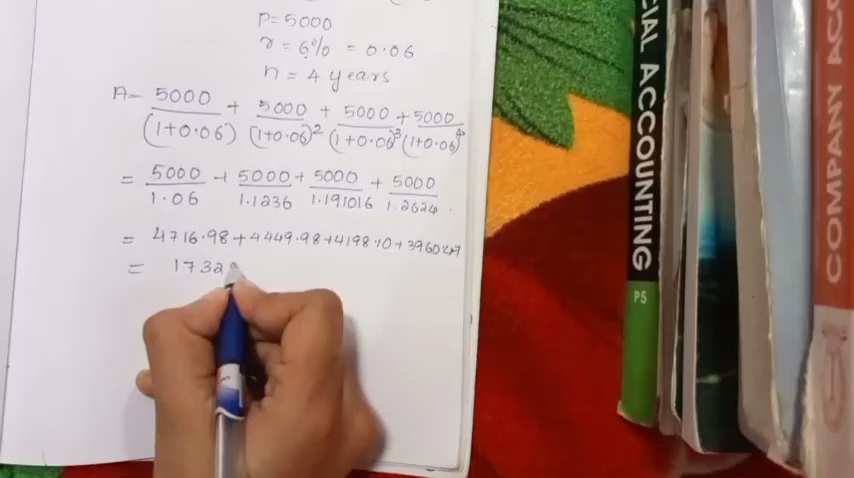 P=5000
r = 6% = 0.06
n = 4 years
A= 5000/(1+0.06) + 5000/(1+0.06)² + 5000/(1+0.06)³ + 5000/(1+0.06)⁴
= 5000/1.06 + 5000/1.1236 + 5000/1.191016 + 5000/1.2624.
= 4716.98+4449.98+4198.10+3960.47
= 1732
CIAL ACCOUNTING
P5
COMPANY ACC